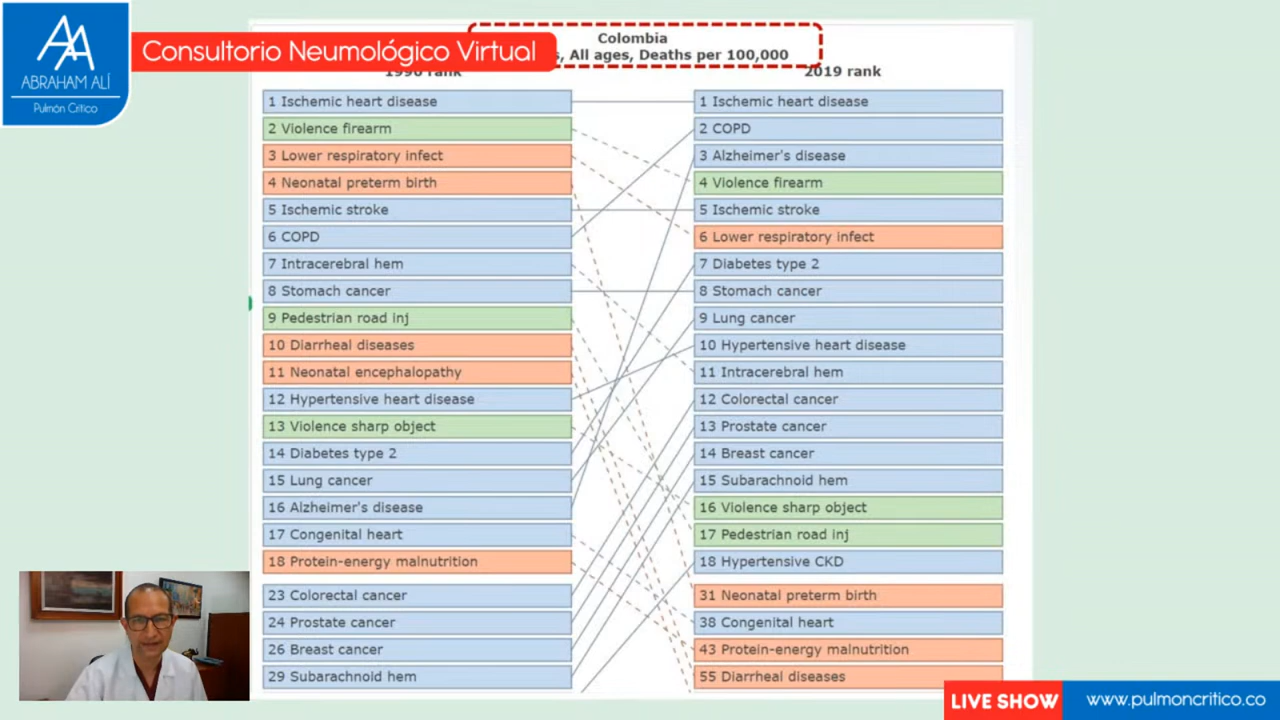 AA
ABRAHAM ALÍ
Pulmón Crítico
Consultorio Neumológico Virtual
Colombia
, All ages, Deaths per 100,000
1990 rank
1 Ischemic heart disease
2 Violence firearm
3 Lower respiratory infect
4 Neonatal preterm birth
5 Ischemic stroke
6 COPD
7 Intracerebral hem
8 Stomach cancer
9 Pedestrian road inj
10 Diarrheal diseases
11 Neonatal encephalopathy
12 Hypertensive heart disease
13 Violence sharp object
14 Diabetes type 2
15 Lung cancer
16 Alzheimer's disease
17 Congenital heart
18 Protein-energy malnutrition
23 Colorectal cancer
24 Prostate cancer
26 Breast cancer
29 Subarachnoid hem
2019 rank
1 Ischemic heart disease
2 COPD
3 Alzheimer's disease
4 Violence firearm
5 Ischemic stroke
6 Lower respiratory infect
7 Diabetes type 2
8 Stomach cancer
9 Lung cancer
10 Hypertensive heart disease
11 Intracerebral hem
12 Colorectal cancer
13 Prostate cancer
14 Breast cancer
15 Subarachnoid hem
16 Violence sharp object
17 Pedestrian road inj
18 Hypertensive CKD
31 Neonatal preterm birth
38 Congenital heart
43 Protein-energy malnutrition
55 Diarrheal diseases
LIVE SHOW
www.pulmoncritico.co